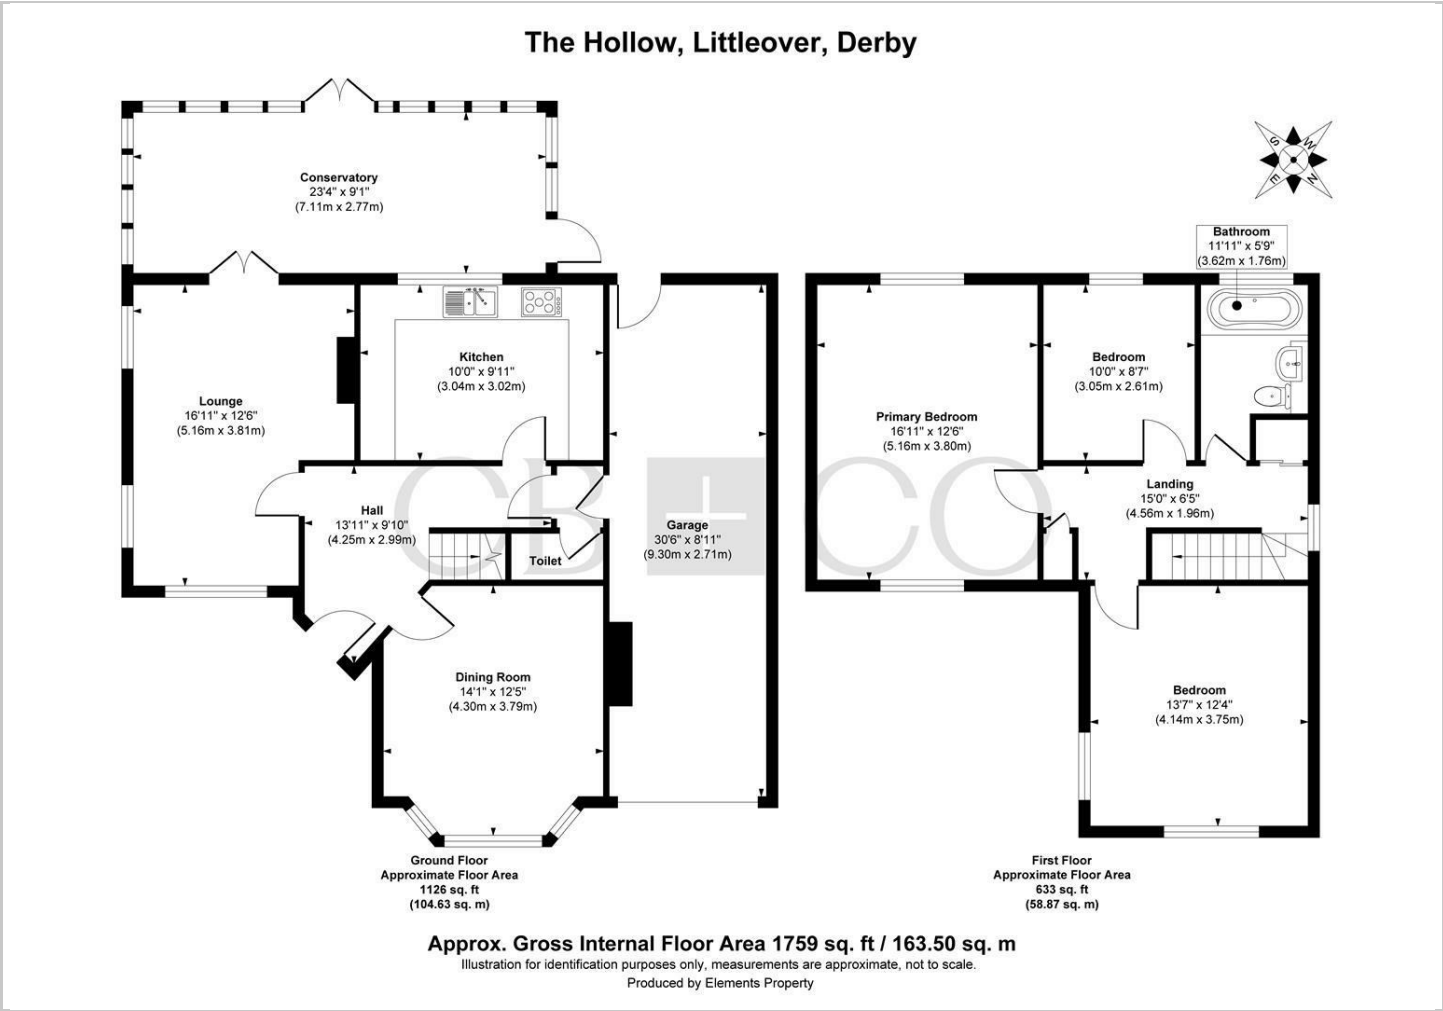 The Hollow, Littleover, Derby
Conservatory
23'4" x 9'1"
(7.11m x 2.77m)
S
W
E
N
Bathroom
11'11" x 5'9"
(3.62m x 1.76m)
Kitchen
10'0" x 9'11"
(3.04m x 3.02m)
Bedroom
10'0" x 8'7"
(3.05m x 2.61m)
Lounge
16'11" x 12'6"
(5.16m x 3.81m)
Primary Bedroom
16'11" x 12'6"
(5.16m x 3.80m)
CB+CO
Hall
13'11" x 9'10"
(4.25m x 2.99m)
Landing
15'0" x 6'5"
(4.56m x 1.96m)
Garage
30'6" x 8'11"
(9.30m x 2.71m)
Toilet
Dining Room
14'1" x 12'5"
(4.30m x 3.79m)
Bedroom
13'7" x 12'4"
(4.14m x 3.75m)
Ground Floor
Approximate Floor Area
1126 sq. ft
(104.63 sq. m)
First Floor
Approximate Floor Area
633 sq. ft
(58.87 sq. m)
Approx. Gross Internal Floor Area 1759 sq. ft / 163.50 sq. m
Illustration for identification purposes only, measurements are approximate, not to scale.
Produced by Elements Property